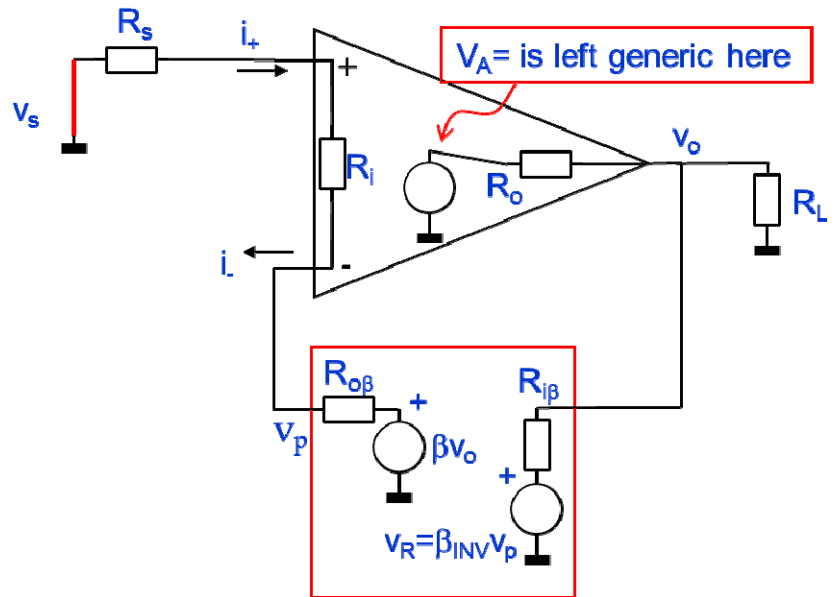 Rs
i+
VA= is left generic here
+
vs
Ri
Ro
vo
RL
i-
-
Roβ
+
Riβ
vp
βvo
+
vR=βINVvp